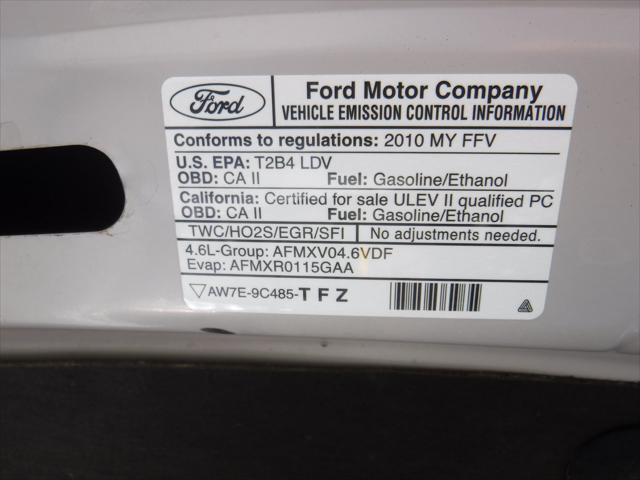 Ford
Ford Motor Company
VEHICLE EMISSION CONTROL INFORMATION
Conforms to regulations: 2010 MY FFV
U.S. EPA: T2B4 LDV
OBD: CA II Fuel: Gasoline/Ethanol
California: Certified for sale ULEV II qualified PC
OBD: CA II Fuel: Gasoline/Ethanol
TWC/HO2S/EGR/SFI No adjustments needed.
4.6L-Group: AFMXV04.6VDF
Evap: AFMXR0115GAA
AW7E-9C485-T F Z